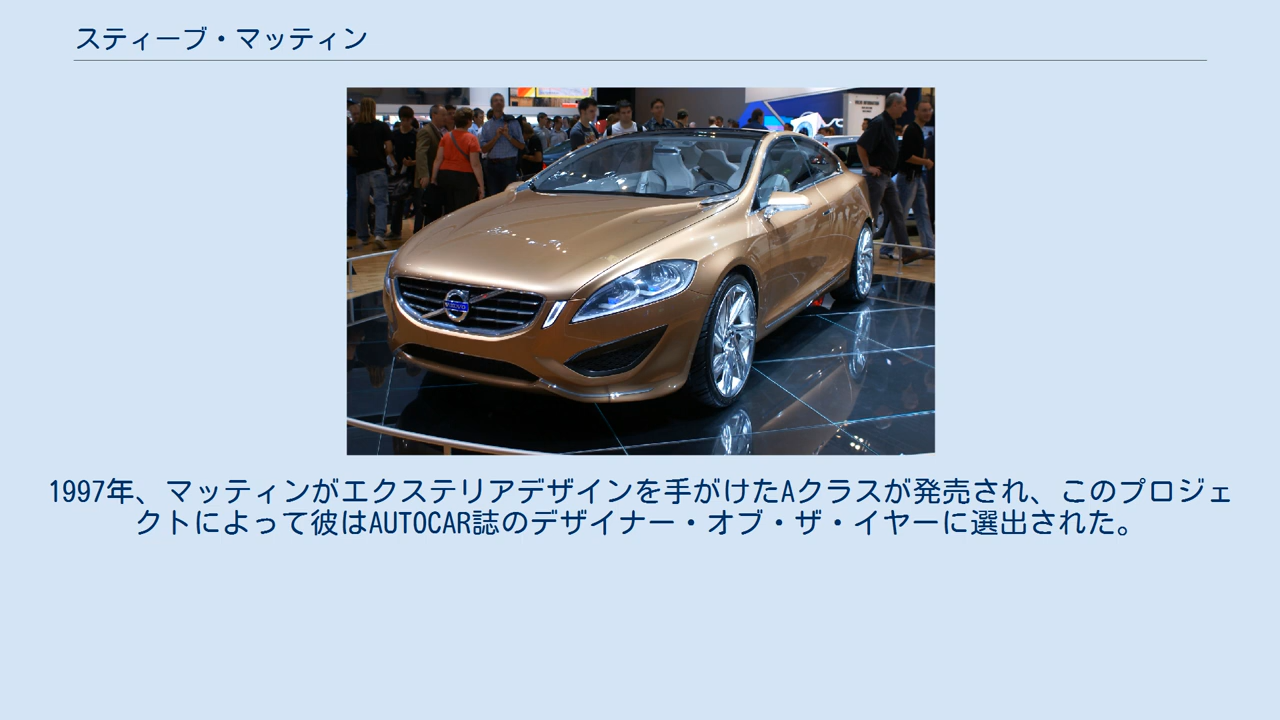 スティーブ・マッティン
1997年、マッティンがエクステリアデザインを手がけたAクラスが発売され、このプロジェ
クトによって彼はAUTOCAR誌のデザイナー・オブ・ザ・イヤーに選出された。